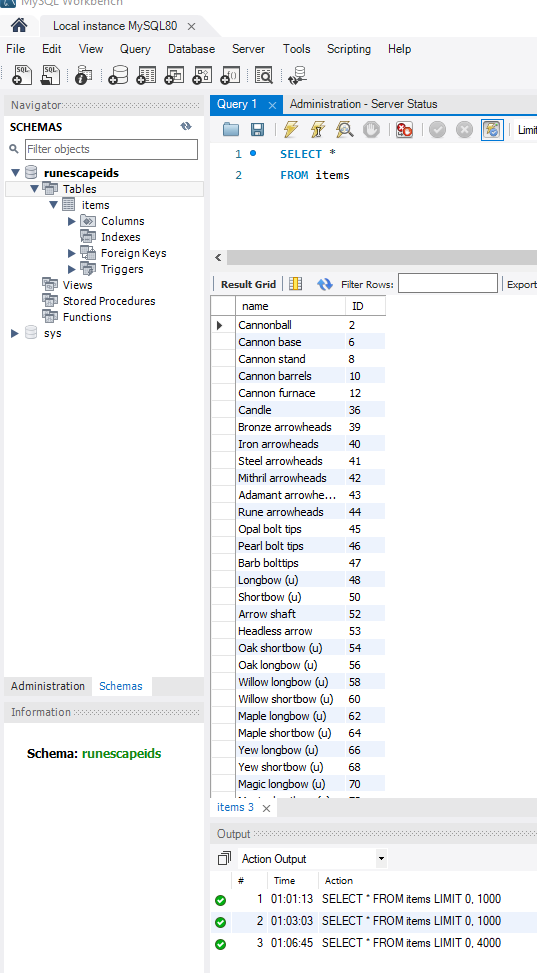 MySQL Workbench
Local instance MySQL80
File Edit View Query Database Server Tools Scripting Help
Navigator
SCHEMAS
Filter objects
runescapeids
Tables
items
Columns
Indexes
Foreign Keys
Triggers
Views
Stored Procedures
Functions
sys
Administration Schemas
Information
Schema: runescapeids
Query 1 Administration - Server Status
Limi
1 SELECT *
2 FROM items
Result Grid Filter Rows: Export
name ID
Cannonball 2
Cannon base 6
Cannon stand 8
Cannon barrels 10
Cannon furnace 12
Candle 36
Bronze arrowheads 39
Iron arrowheads 40
Steel arrowheads 41
Mithril arrowheads 42
Adamant arrowhe... 43
Rune arrowheads 44
Opal bolt tips 45
Pearl bolt tips 46
Barb bolttips 47
Longbow (u) 48
Shortbow (u) 50
Arrow shaft 52
Headless arrow 53
Oak shortbow (u) 54
Oak longbow (u) 56
Willow longbow (u) 58
Willow shortbow (u) 60
Maple longbow (u) 62
Maple shortbow (u) 64
Yew longbow (u) 66
Yew shortbow (u) 68
Magic longbow (u) 70
items 3
Output
Action Output
# Time Action
1 01:01:13 SELECT * FROM items LIMIT 0, 1000
2 01:03:03 SELECT * FROM items LIMIT 0, 1000
3 01:06:45 SELECT * FROM items LIMIT 0, 4000